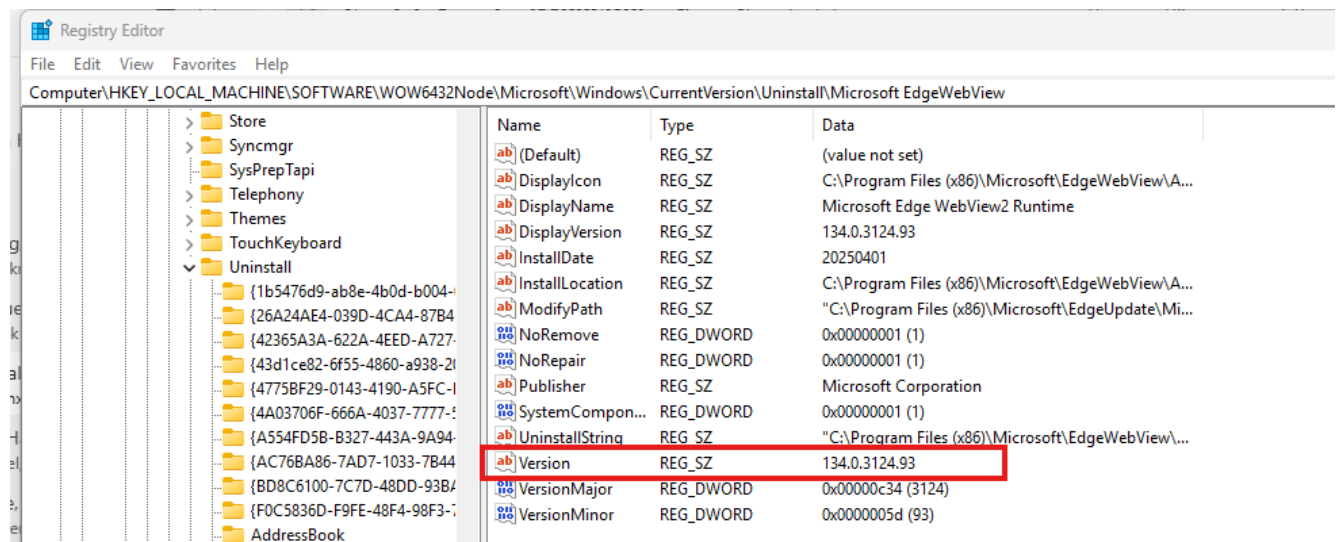 Registry Editor
File Edit View Favorites Help
Computer\HKEY_LOCAL_MACHINE\SOFTWARE\WOW6432Node\Microsoft\Windows\CurrentVersion\Uninstall\Microsoft EdgeWebView
Store
Syncmgr
SysPrepTapi
Telephony
Themes
TouchKeyboard
Uninstall
{1b5476d9-ab8e-4b0d-b004-
{26A24AE4-039D-4CA4-87B4
{42365A3A-622A-4EED-A727-
{43d1ce82-6f55-4860-a938-20
{4775BF29-0143-4190-A5FC-
{4A03706F-666A-4037-7777-5
{A554FD5B-B327-443A-9A94-
{AC76BA86-7AD7-1033-7B44
{BD8C6100-7C7D-48DD-93BA
{F0C5836D-F9FE-48F4-98F3-7
AddressBook
Name Type Data
(Default) REG_SZ (value not set)
DisplayIcon REG_SZ C:\Program Files (x86)\Microsoft\EdgeWebView\A...
DisplayName REG_SZ Microsoft Edge WebView2 Runtime
DisplayVersion REG_SZ 134.0.3124.93
InstallDate REG_SZ 20250401
InstallLocation REG_SZ C:\Program Files (x86)\Microsoft\EdgeWebView\A...
ModifyPath REG_SZ "C:\Program Files (x86)\Microsoft\EdgeUpdate\Mi...
NoRemove REG_DWORD 0x00000001 (1)
NoRepair REG_DWORD 0x00000001 (1)
Publisher REG_SZ Microsoft Corporation
SystemCompon... REG_DWORD 0x00000001 (1)
UninstallString REG_SZ "C:\Program Files (x86)\Microsoft\EdgeWebView\...
Version REG_SZ 134.0.3124.93
VersionMajor REG_DWORD 0x00000c34 (3124)
VersionMinor REG_DWORD 0x0000005d (93)